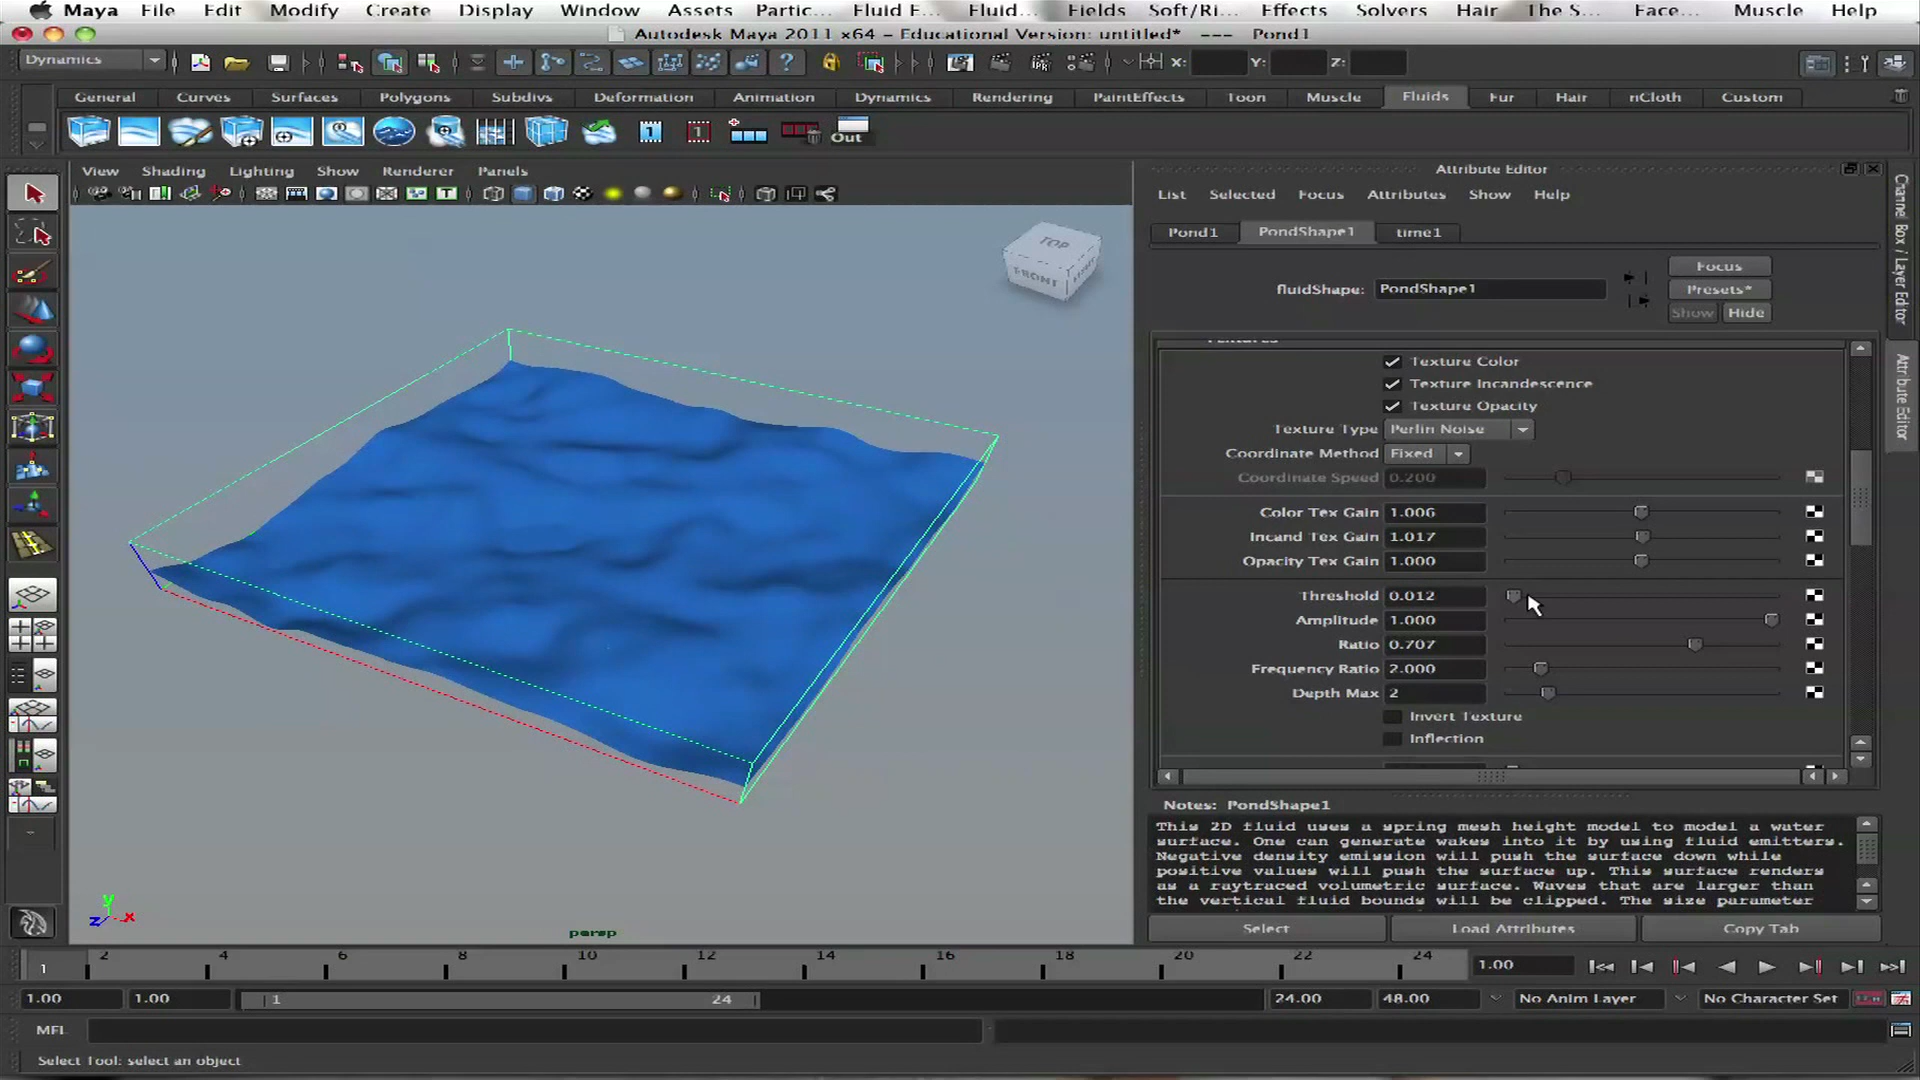 Maya File Edit Modify Create Display Window Assets Partic... Fluid E... Fluid... Fields Soft/Ri... Effects Solvers Hair The S... Face... Muscle Help
Autodesk Maya 2011 x64 - Educational Version: untitled* --- Pond1
Dynamics X: Y: Z:
General Curves Surfaces Polygons Subdivs Deformation Animation Dynamics Rendering PaintEffects Toon Muscle Fluids Fur Hair nCloth Custom
1 1 Out
View Shading Lighting Show Renderer Panels
TOP
FRONT
y
z x
persp
Attribute Editor
List Selected Focus Attributes Show Help
Pond1 PondShape1 time1
Focus
fluidShape: PondShape1 Presets*
Show Hide
Textures
Texture Color
Texture Incandescence
Texture Opacity
Texture Type Perlin Noise
Coordinate Method Fixed
Coordinate Speed 0.200
Color Tex Gain 1.006
Incand Tex Gain 1.017
Opacity Tex Gain 1.000
Threshold 0.012
Amplitude 1.000
Ratio 0.707
Frequency Ratio 2.000
Depth Max 2
Invert Texture
Inflection
Notes: PondShape1
This 2D fluid uses a spring mesh height model to model a water
surface. One can generate wakes into it by using fluid emitters.
Negative density emission will push the surface down while
positive values will push the surface up. This surface renders
as a raytraced volumetric surface. Waves that are larger than
the vertical fluid bounds will be clipped. The size parameter
Select Load Attributes Copy Tab
Channel Box / Layer Editor
Attribute Editor
1 2 4 6 8 10 12 14 16 18 20 22 24 1.00
1.00 1.00 1 24 24.00 48.00 No Anim Layer No Character Set
MEL
Select Tool: select an object